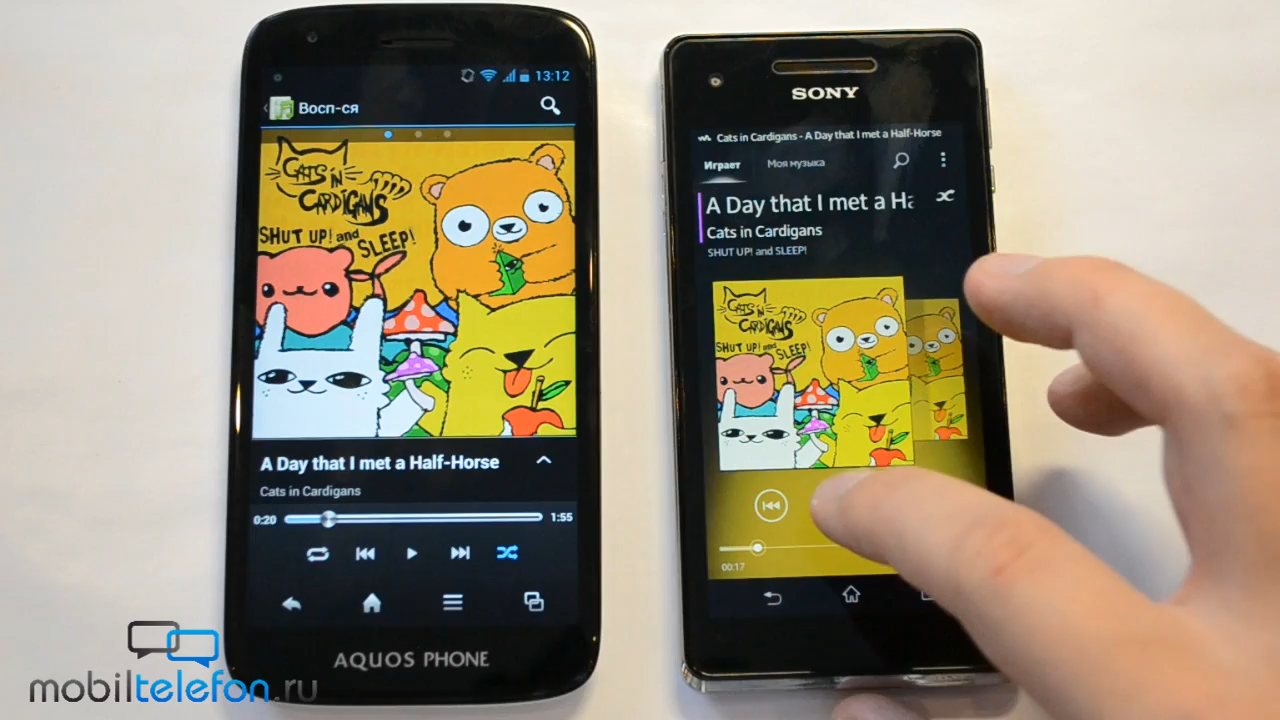 13:12
Восп-ся
CATS IN CARDIGANS
SHUT UP! and SLEEP!
A Day that I met a Half-Horse
Cats in Cardigans
0:20
1:55
AQUOS PHONE
SONY
Cats in Cardigans - A Day that I met a Half-Horse
Играет
Моя музыка
A Day that I met a Ha
Cats in Cardigans
SHUT UP! and SLEEP!
CATS IN CARDIGANS
SHUT UP! and SLEEP!
00:17
mobiltelefon.ru